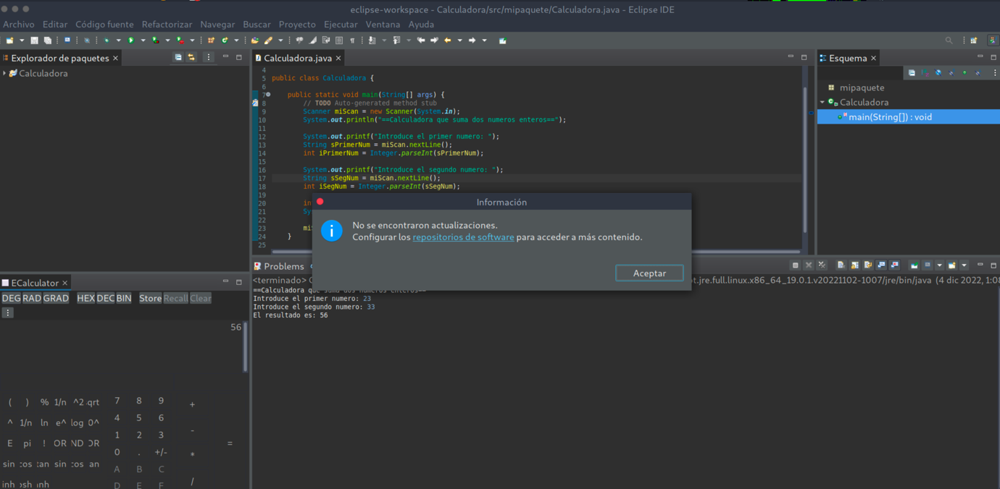 eclipse-workspace - Calculadora/src/mipaquete/Calculadora.java - Eclipse IDE
Archivo Editar Código fuente Refactorizar Navegar Buscar Proyecto Ejecutar Ventana Ayuda
Explorador de paquetes
Calculadora
Calculadora.java
4
5 public class Calculadora {
6
7 public static void main(String[] args) {
8 // TODO Auto-generated method stub
9 Scanner miScan = new Scanner(System.in);
10 System.out.println("==Calculadora que suma dos numeros enteros==");
11
12 System.out.printf("Introduce el primer numero: ");
13 String sPrimerNum = miScan.nextLine();
14 int iPrimerNum = Integer.parseInt(sPrimerNum);
15
16 System.out.printf("Introduce el segundo numero: ");
17 String sSegNum = miScan.nextLine();
18 int iSegNum = Integer.parseInt(sSegNum);
19
20 in
21 Sy
22
23 mi
24 }
25
Esquema
mipaquete
Calculadora
main(String[]) : void
Información
No se encontraron actualizaciones.
Configurar los repositorios de software para acceder a más contenido.
Aceptar
Problems
<terminado> jre.full.linux.x86_64_19.0.1.v20221102-1007/jre/bin/java (4 dic 2022, 1:08
==Calculadora que suma dos numeros enteros==
Introduce el primer numero: 23
Introduce el segundo numero: 33
El resultado es: 56
ECalculator
DEG RAD GRAD HEX DEC BIN Store Recall Clear
56
( ) % 1/n ^2 qrt 7 8 9 +
^ 1/n ln e^ log 0^ 4 5 6 -
E pi ! OR ND OR 1 2 3 =
0 . +/- *
sin cos tan sin cos an A B C
inh osh inh D E F /